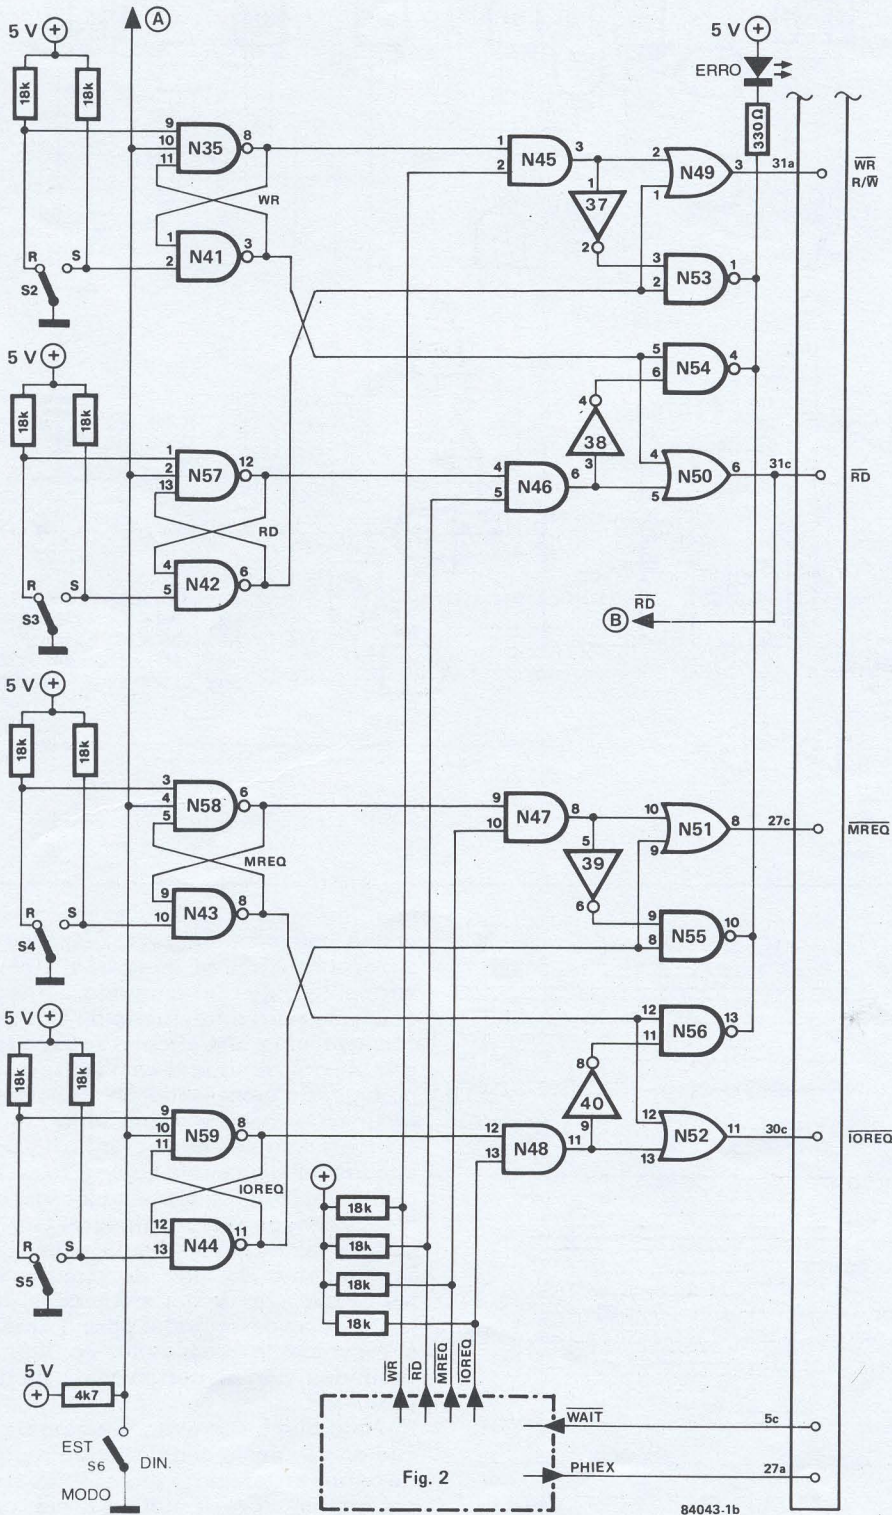 5 V + A 5 V +
ERRO
18k 18k 330Ω
9 10 11 N35 8
1 2 N45 3
2 1 N49 3 31a WR
R/W
WR
1 37 2
1 2 N41 3
3 2 N53 1
R S
S2
5 V +
5 6 N54 4
18k 18k
4 38 3
1 2 13 N57 12
4 5 N46 6
4 5 N50 6 31c RD
RD
4 5 N42 6
R S
S3
RD
B
5 V +
18k 18k
3 4 5 N58 6
9 10 N47 8
10 9 N51 8 27c MREQ
MREQ
5 39 6
9 10 N43 8
9 8 N55 10
R S
S4
5 V +
12 11 N56 13
18k 18k
8 40 9
9 10 11 N59 8
12 13 N48 11
12 13 N52 11 30c IOREQ
IOREQ
+
18k
12 13 N44 11
18k
R S
S5
18k
18k
5 V
+ 4k7
WR RD MREQ IOREQ
EST
S6 DIN.
MODO
WAIT 5c
Fig. 2
PHIEX 27a
84043-1b